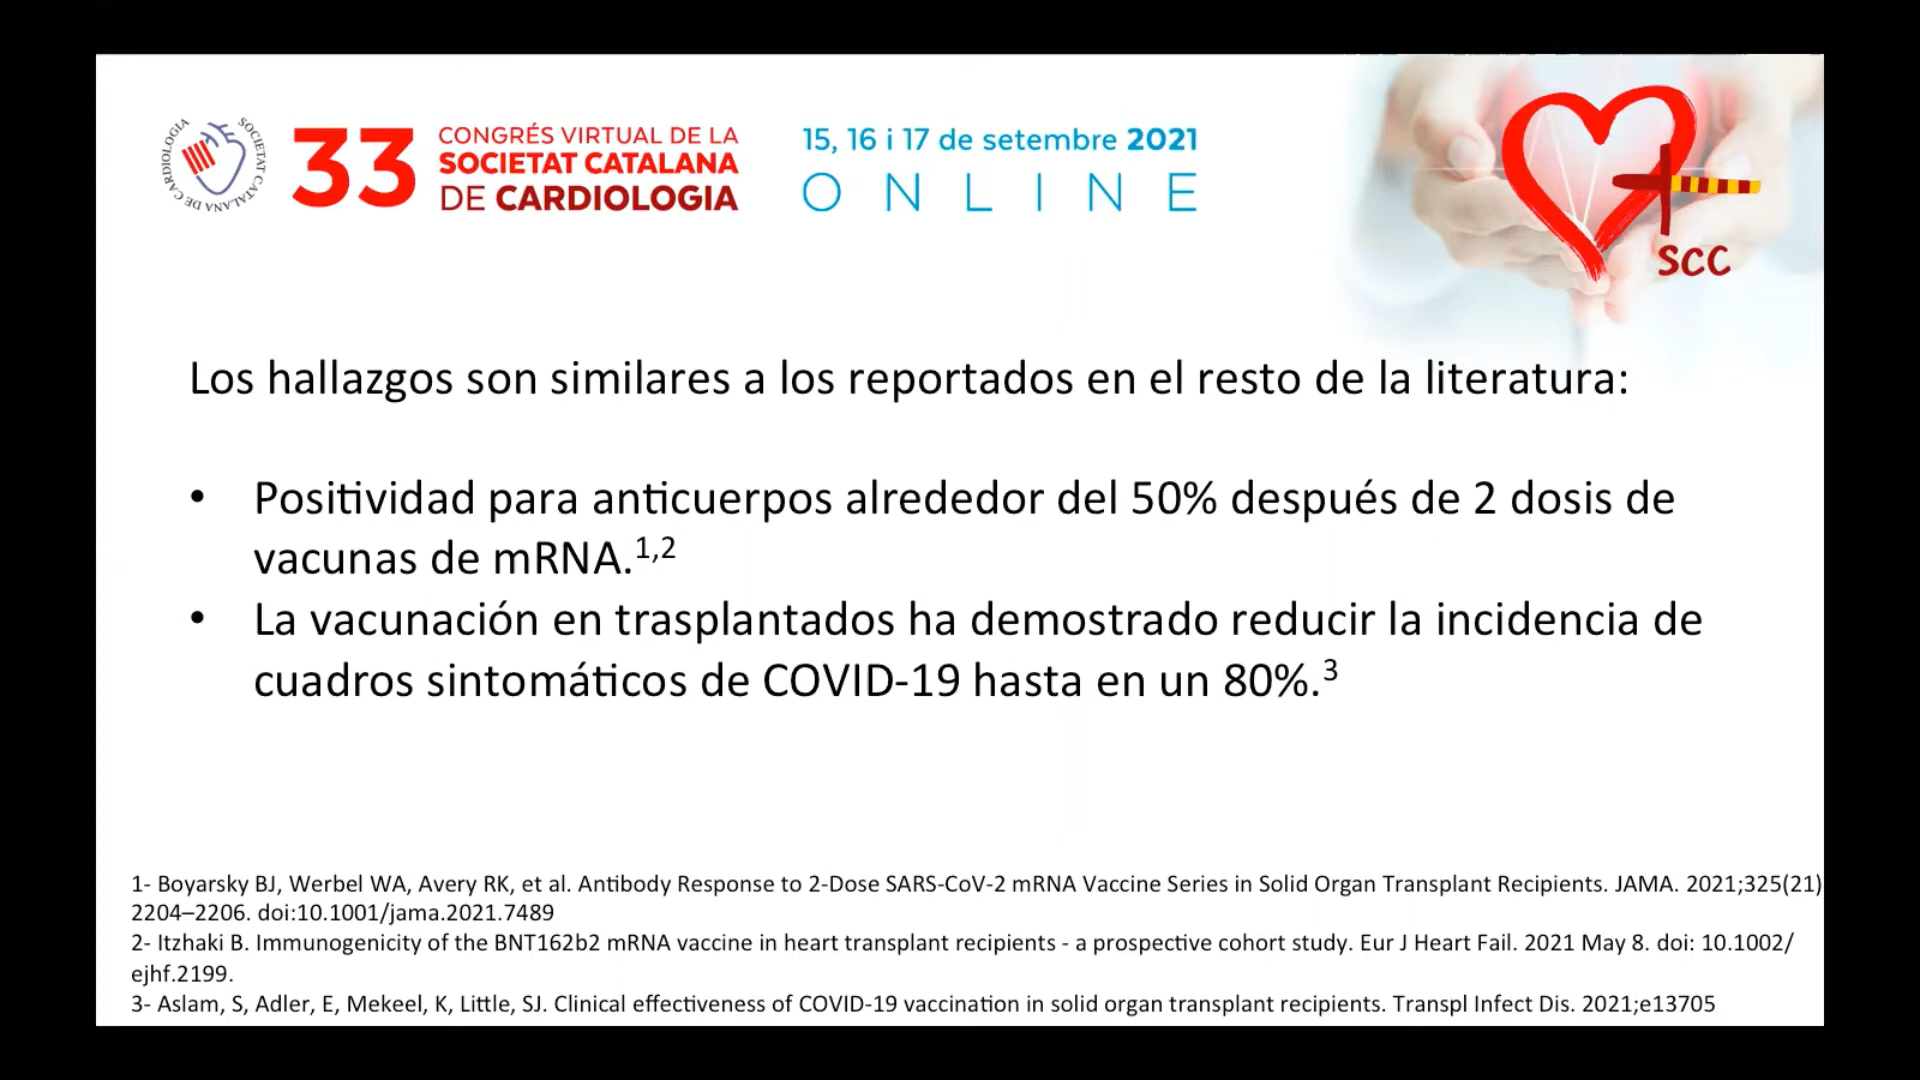 SOCIETAT CATALANA DE CARDIOLOGIA
33
CONGRÉS VIRTUAL DE LA
SOCIETAT CATALANA
DE CARDIOLOGIA
15, 16 i 17 de setembre 2021
ONLINE
SCC
Los hallazgos son similares a los reportados en el resto de la literatura:
• Positividad para anticuerpos alrededor del 50% después de 2 dosis de
vacunas de mRNA.1,2
• La vacunación en trasplantados ha demostrado reducir la incidencia de
cuadros sintomáticos de COVID-19 hasta en un 80%.3
1- Boyarsky BJ, Werbel WA, Avery RK, et al. Antibody Response to 2-Dose SARS-CoV-2 mRNA Vaccine Series in Solid Organ Transplant Recipients. JAMA. 2021;325(21)
2204–2206. doi:10.1001/jama.2021.7489
2- Itzhaki B. Immunogenicity of the BNT162b2 mRNA vaccine in heart transplant recipients - a prospective cohort study. Eur J Heart Fail. 2021 May 8. doi: 10.1002/
ejhf.2199.
3- Aslam, S, Adler, E, Mekeel, K, Little, SJ. Clinical effectiveness of COVID-19 vaccination in solid organ transplant recipients. Transpl Infect Dis. 2021;e13705